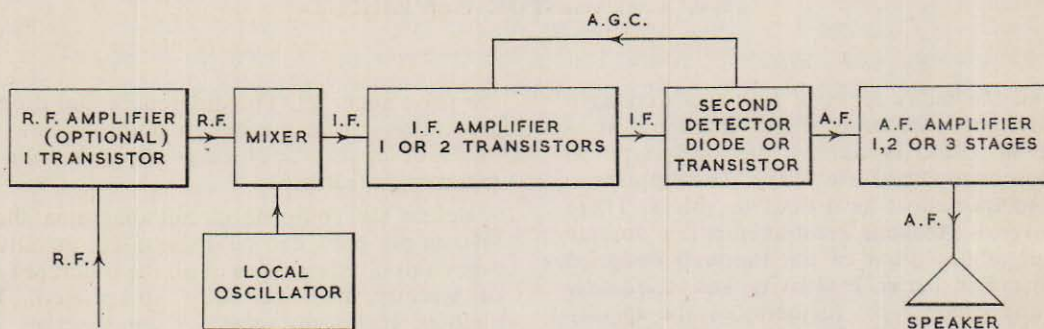 A.G.C.
R.F. AMPLIFIER
(OPTIONAL)
1 TRANSISTOR
R.F.
MIXER
I.F.
I.F. AMPLIFIER
1 OR 2 TRANSISTORS
I.F.
SECOND
DETECTOR
DIODE OR
TRANSISTOR
A.F.
A.F. AMPLIFIER
1,2 OR 3 STAGES
R.F.
LOCAL
OSCILLATOR
A.F.
SPEAKER